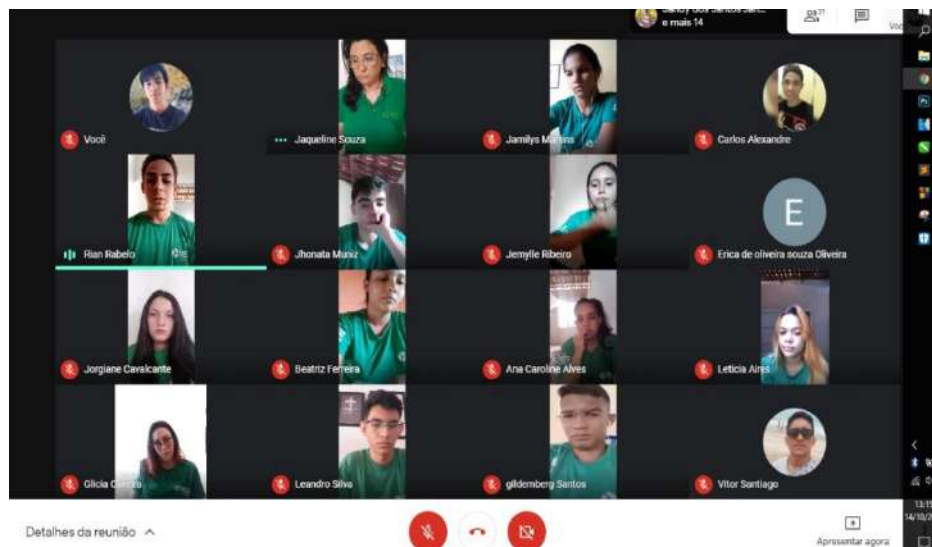 e mais 14
21
Você
Jaqueline Souza
Jamilys Martins
Carlos Alexandre
Rian Rabelo
Jhonata Muniz
Jemylle Ribeiro
E
Erica de oliveira souza Oliveira
Jorgiane Cavalcante
Beatriz Ferreira
Ana Caroline Alves
Leticia Aires
Glicia
Leandro Silva
gildemberg Santos
Vitor Santiago
Detalhes da reunião
Apresentar agora